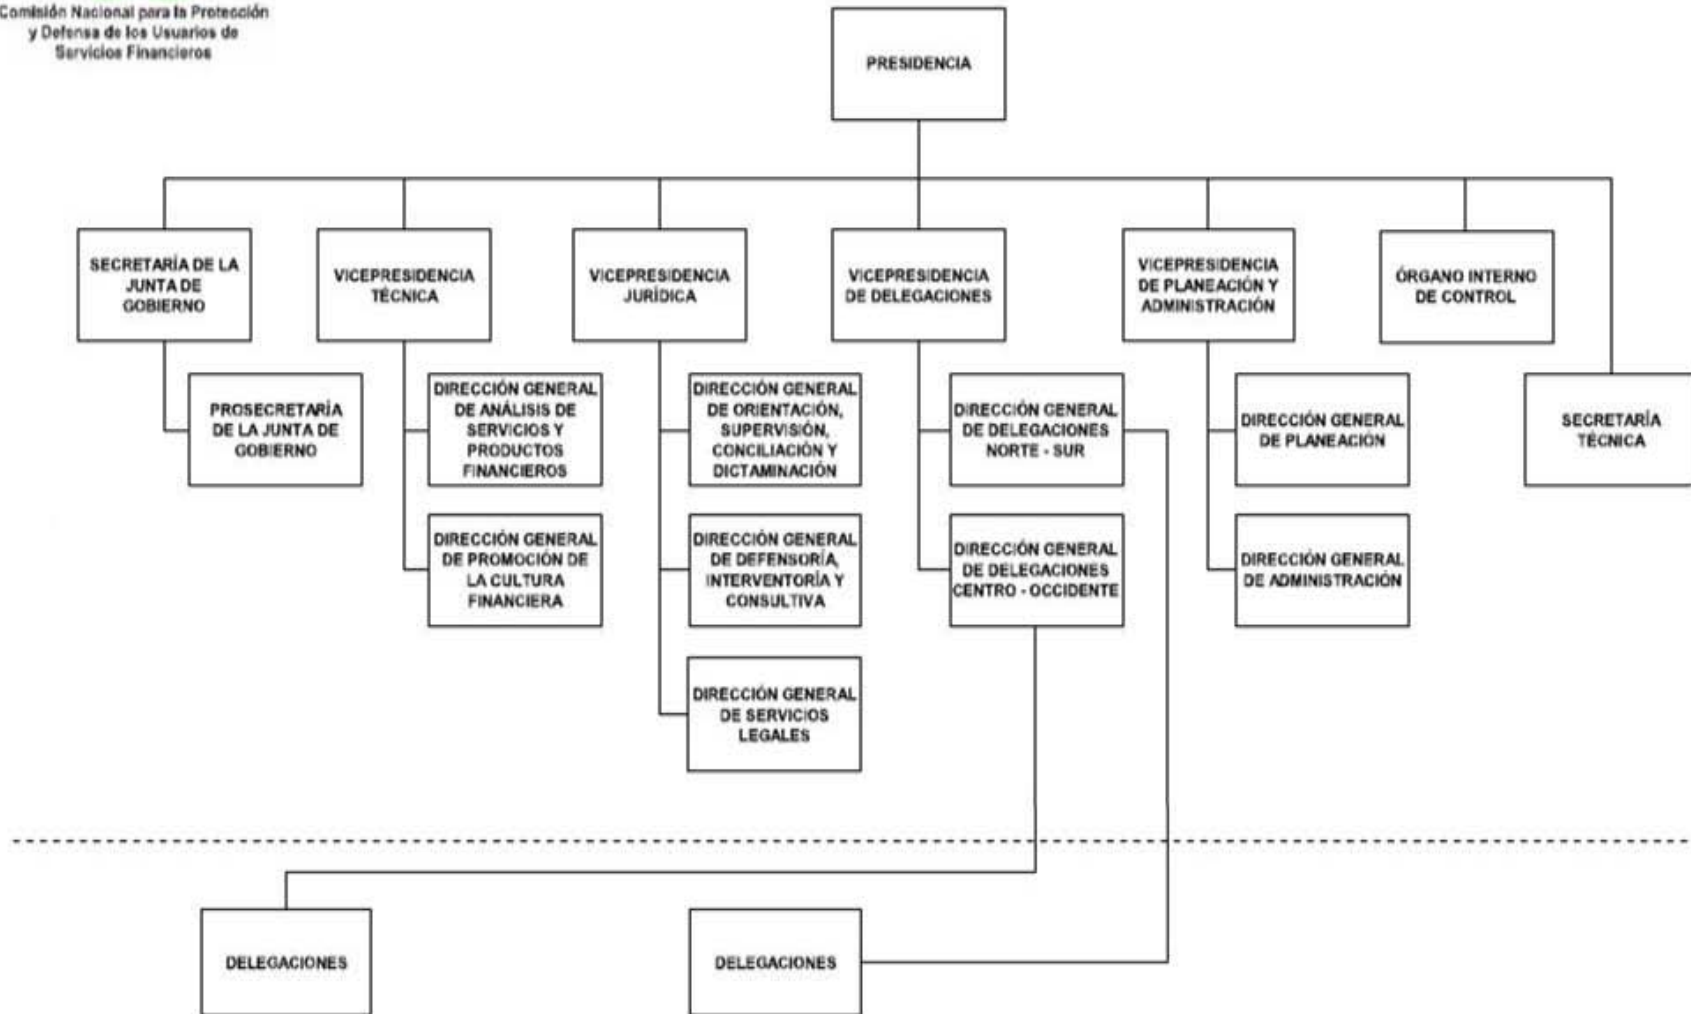 Comisión Nacional para la Protección
y Defensa de los Usuarios de
Servicios Financieros
PRESIDENCIA
SECRETARÍA DE LA
JUNTA DE
GOBIERNO
VICEPRESIDENCIA
TÉCNICA
VICEPRESIDENCIA
JURÍDICA
VICEPRESIDENCIA
DE DELEGACIONES
VICEPRESIDENCIA
DE PLANEACIÓN Y
ADMINISTRACIÓN
ÓRGANO INTERNO
DE CONTROL
PROSECRETARÍA
DE LA JUNTA DE
GOBIERNO
DIRECCIÓN GENERAL
DE ANÁLISIS DE
SERVICIOS Y
PRODUCTOS
FINANCIEROS
DIRECCIÓN GENERAL
DE ORIENTACIÓN,
SUPERVISIÓN,
CONCILIACIÓN Y
DICTAMINACIÓN
DIRECCIÓN GENERAL
DE DELEGACIONES
NORTE - SUR
DIRECCIÓN GENERAL
DE PLANEACIÓN
SECRETARÍA
TÉCNICA
DIRECCIÓN GENERAL
DE PROMOCIÓN DE
LA CULTURA
FINANCIERA
DIRECCIÓN GENERAL
DE DEFENSORÍA,
INTERVENTORÍA Y
CONSULTIVA
DIRECCIÓN GENERAL
DE DELEGACIONES
CENTRO - OCCIDENTE
DIRECCIÓN GENERAL
DE ADMINISTRACIÓN
DIRECCIÓN GENERAL
DE SERVICIOS
LEGALES
DELEGACIONES
DELEGACIONES